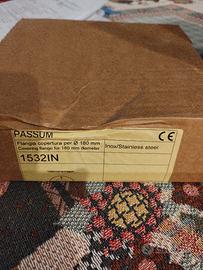 PASSUM
Flangia copertura per Ø 180 mm
Covering flange for 180 mm diameter
Inox/Stainless steel
1532IN
CE